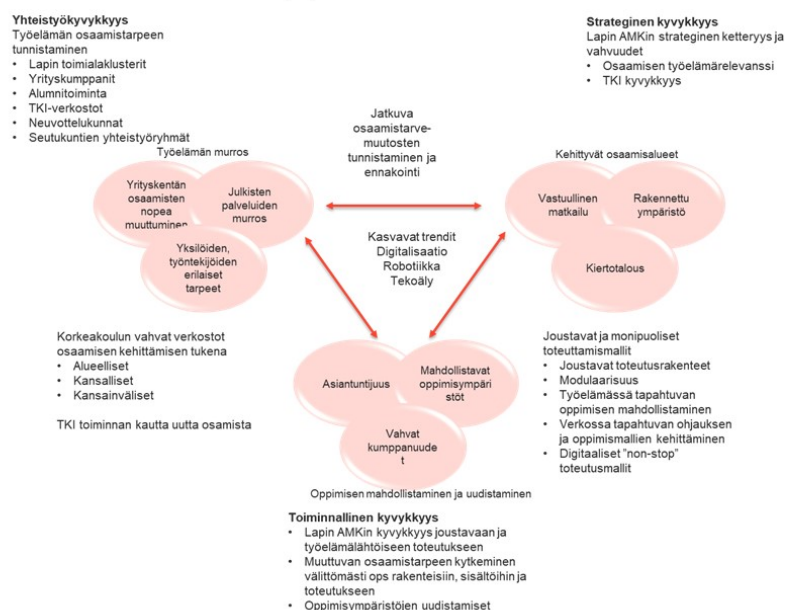 Yhteistyökyvykkyys
Työelämän osaamistarpeen
tunnistaminen
• Lapin toimialaklusterit
• Yrityskumppanit
• Alumnitoiminta
• TKI-verkostot
• Neuvottelukunnat
• Seutukuntien yhteistyöryhmät
Strateginen kyvykkyys
Lapin AMKin strateginen ketteryys ja
vahvuudet
• Osaamisen työelämärelevanssi
• TKI kyvykkyys
Jatkuva
osaamistarve-
muutosten
tunnistaminen ja
ennakointi
Työelämän murros
Yrityskentän
osaamisten
nopea
muuttuminen
Julkisten
palveluiden
murros
Yksilöiden,
työntekijöiden
erilaiset
tarpeet
Kehittyvät osaamisalueet
Vastuullinen
matkailu
Rakennettu
ympäristö
Kiertotalous
Kasvavat trendit
Digitalisaatio
Robotiikka
Tekoäly
Korkeakoulun vahvat verkostot
osaamisen kehittämisen tukena
• Alueelliset
• Kansalliset
• Kansainväliset
TKI toiminnan kautta uutta osamista
Asiantuntijuus
Mahdollistavat
oppimisympäri
stöt
Vahvat
kumppanuude
t
Oppimisen mahdollistaminen ja uudistaminen
Joustavat ja monipuoliset
toteuttamismallit
• Joustavat toteutusrakenteet
• Modulaarisuus
• Työelämässä tapahtuvan
oppimisen mahdollistaminen
• Verkossa tapahtuvan ohjauksen
ja oppimismallien kehittäminen
• Digitaaliset ”non-stop”
toteutusmallit
Toiminnallinen kyvykkyys
• Lapin AMKin kyvykkyys joustavaan ja
työelämälähtöiseen toteutukseen
• Muuttuvan osaamistarpeen kytkeminen
välittömästi ops rakenteisiin, sisältöihin ja
toteutukseen
• Oppimisympäristöjen uudistamiset